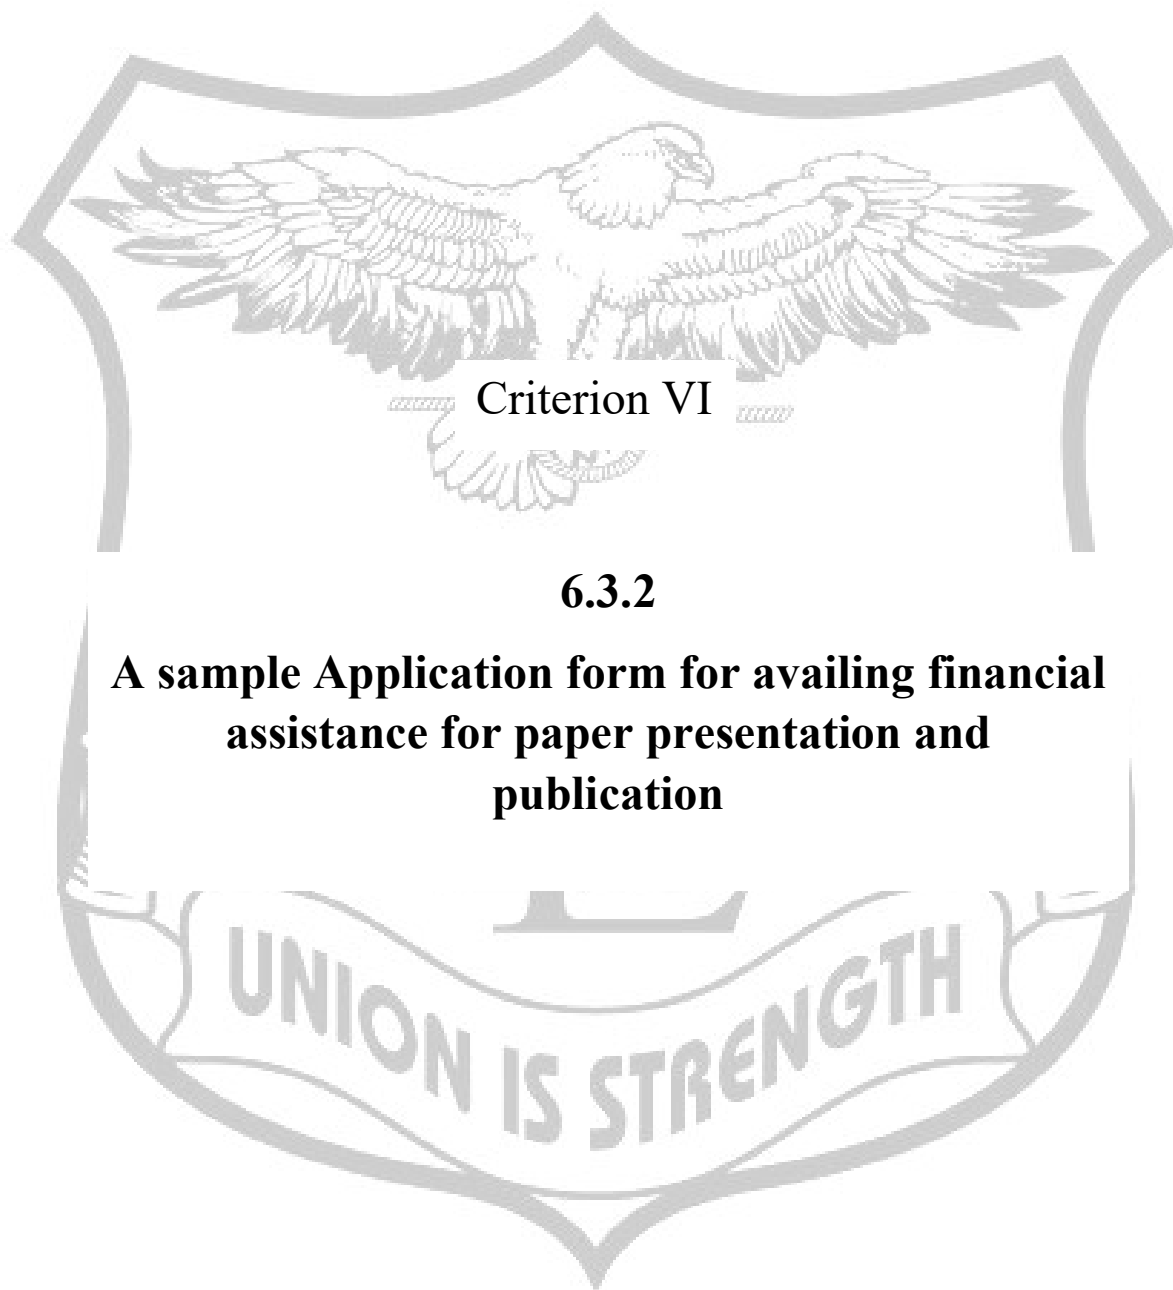 Criterion VI
6.3.2
A sample Application form for availing financial
assistance for paper presentation and
publication
UNION IS STRENGTH